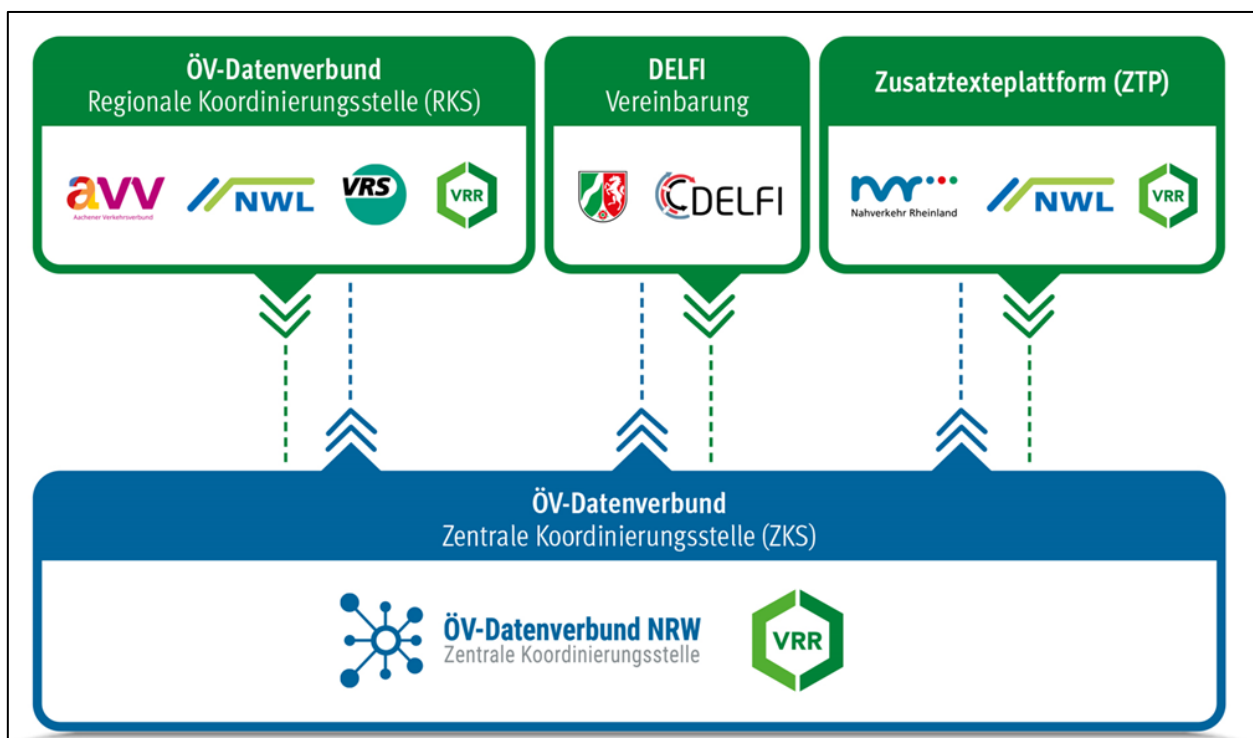 ÖV-Datenverbund
Regionale Koordinierungsstelle (RKS)
avv
Aachener Verkehrsverbund
NWL
VRS
VRR
DELFI
Vereinbarung
DELFI
Zusatztexteplattform (ZTP)
nvr
Nahverkehr Rheinland
NWL
VRR
ÖV-Datenverbund
Zentrale Koordinierungsstelle (ZKS)
ÖV-Datenverbund NRW
Zentrale Koordinierungsstelle
VRR